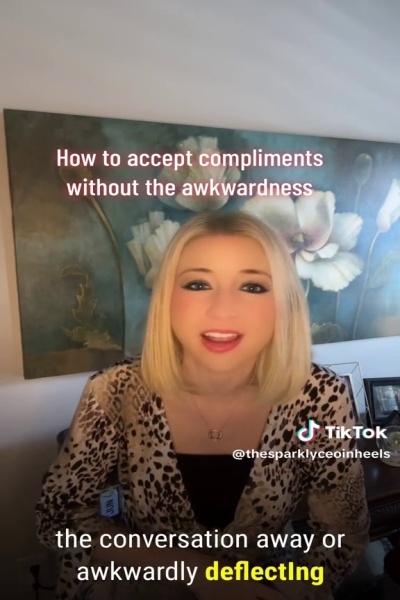 How to accept compliments
without the awkwardness
TikTok
@thesparklyceoinheels
the conversation away or
awkwardly deflectIng